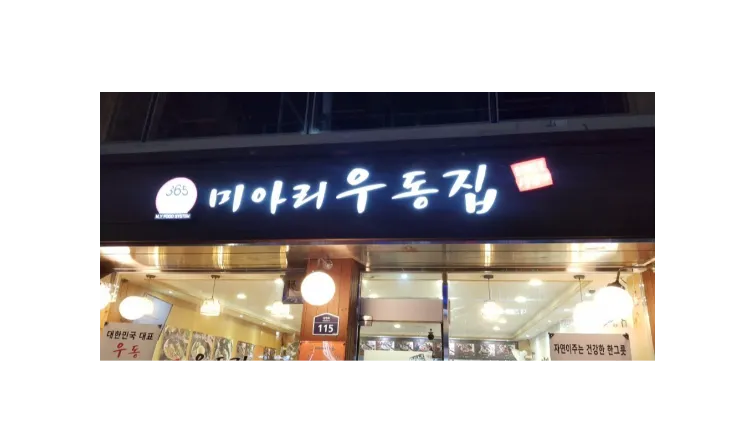 365
미아리우동집
115
대한민국 대표
우동
자연이주는 건강한 한그릇